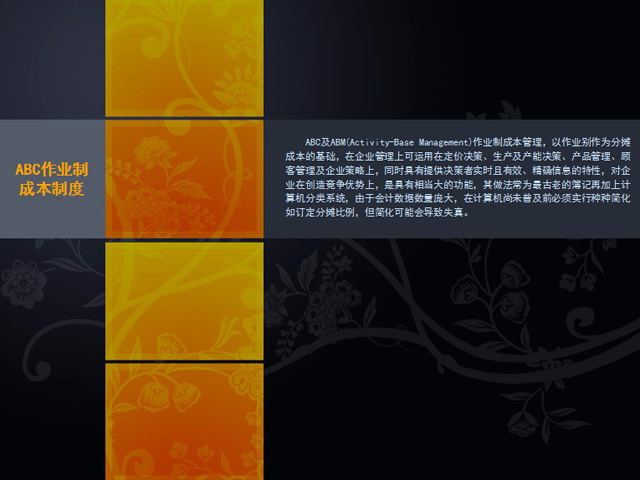 ABC作业制
成本制度
ABC及ABM(Activity-Base Management)作业制成本管理，以作业别作为分摊
成本的基础，在企业管理上可运用在定价决策、生产及产能决策、产品管理、顾
客管理及企业策略上，同时具有提供决策者实时且有效、精确信息的特性，对企
业在创造竞争优势上，是具有相当大的功能，其做法常为最古老的簿记再加上计
算机分类系统，由于会计数据数量庞大，在计算机尚未普及前必须实行种种简化
如订定分摊比例，但简化可能会导致失真。